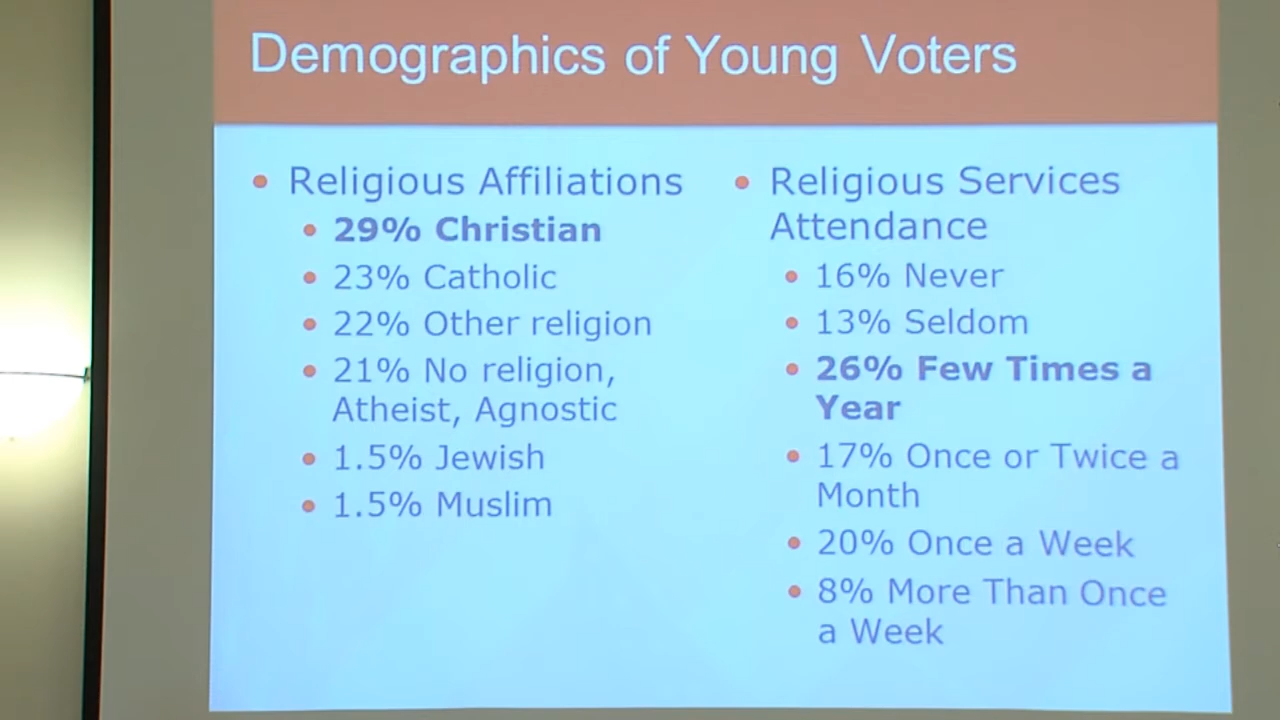 Demographics of Young Voters
Religious Affiliations
29% Christian
23% Catholic
22% Other religion
21% No religion,
Atheist, Agnostic
1.5% Jewish
1.5% Muslim
Religious Services
Attendance
16% Never
13% Seldom
26% Few Times a
Year
17% Once or Twice a
Month
20% Once a Week
8% More Than Once
a Week